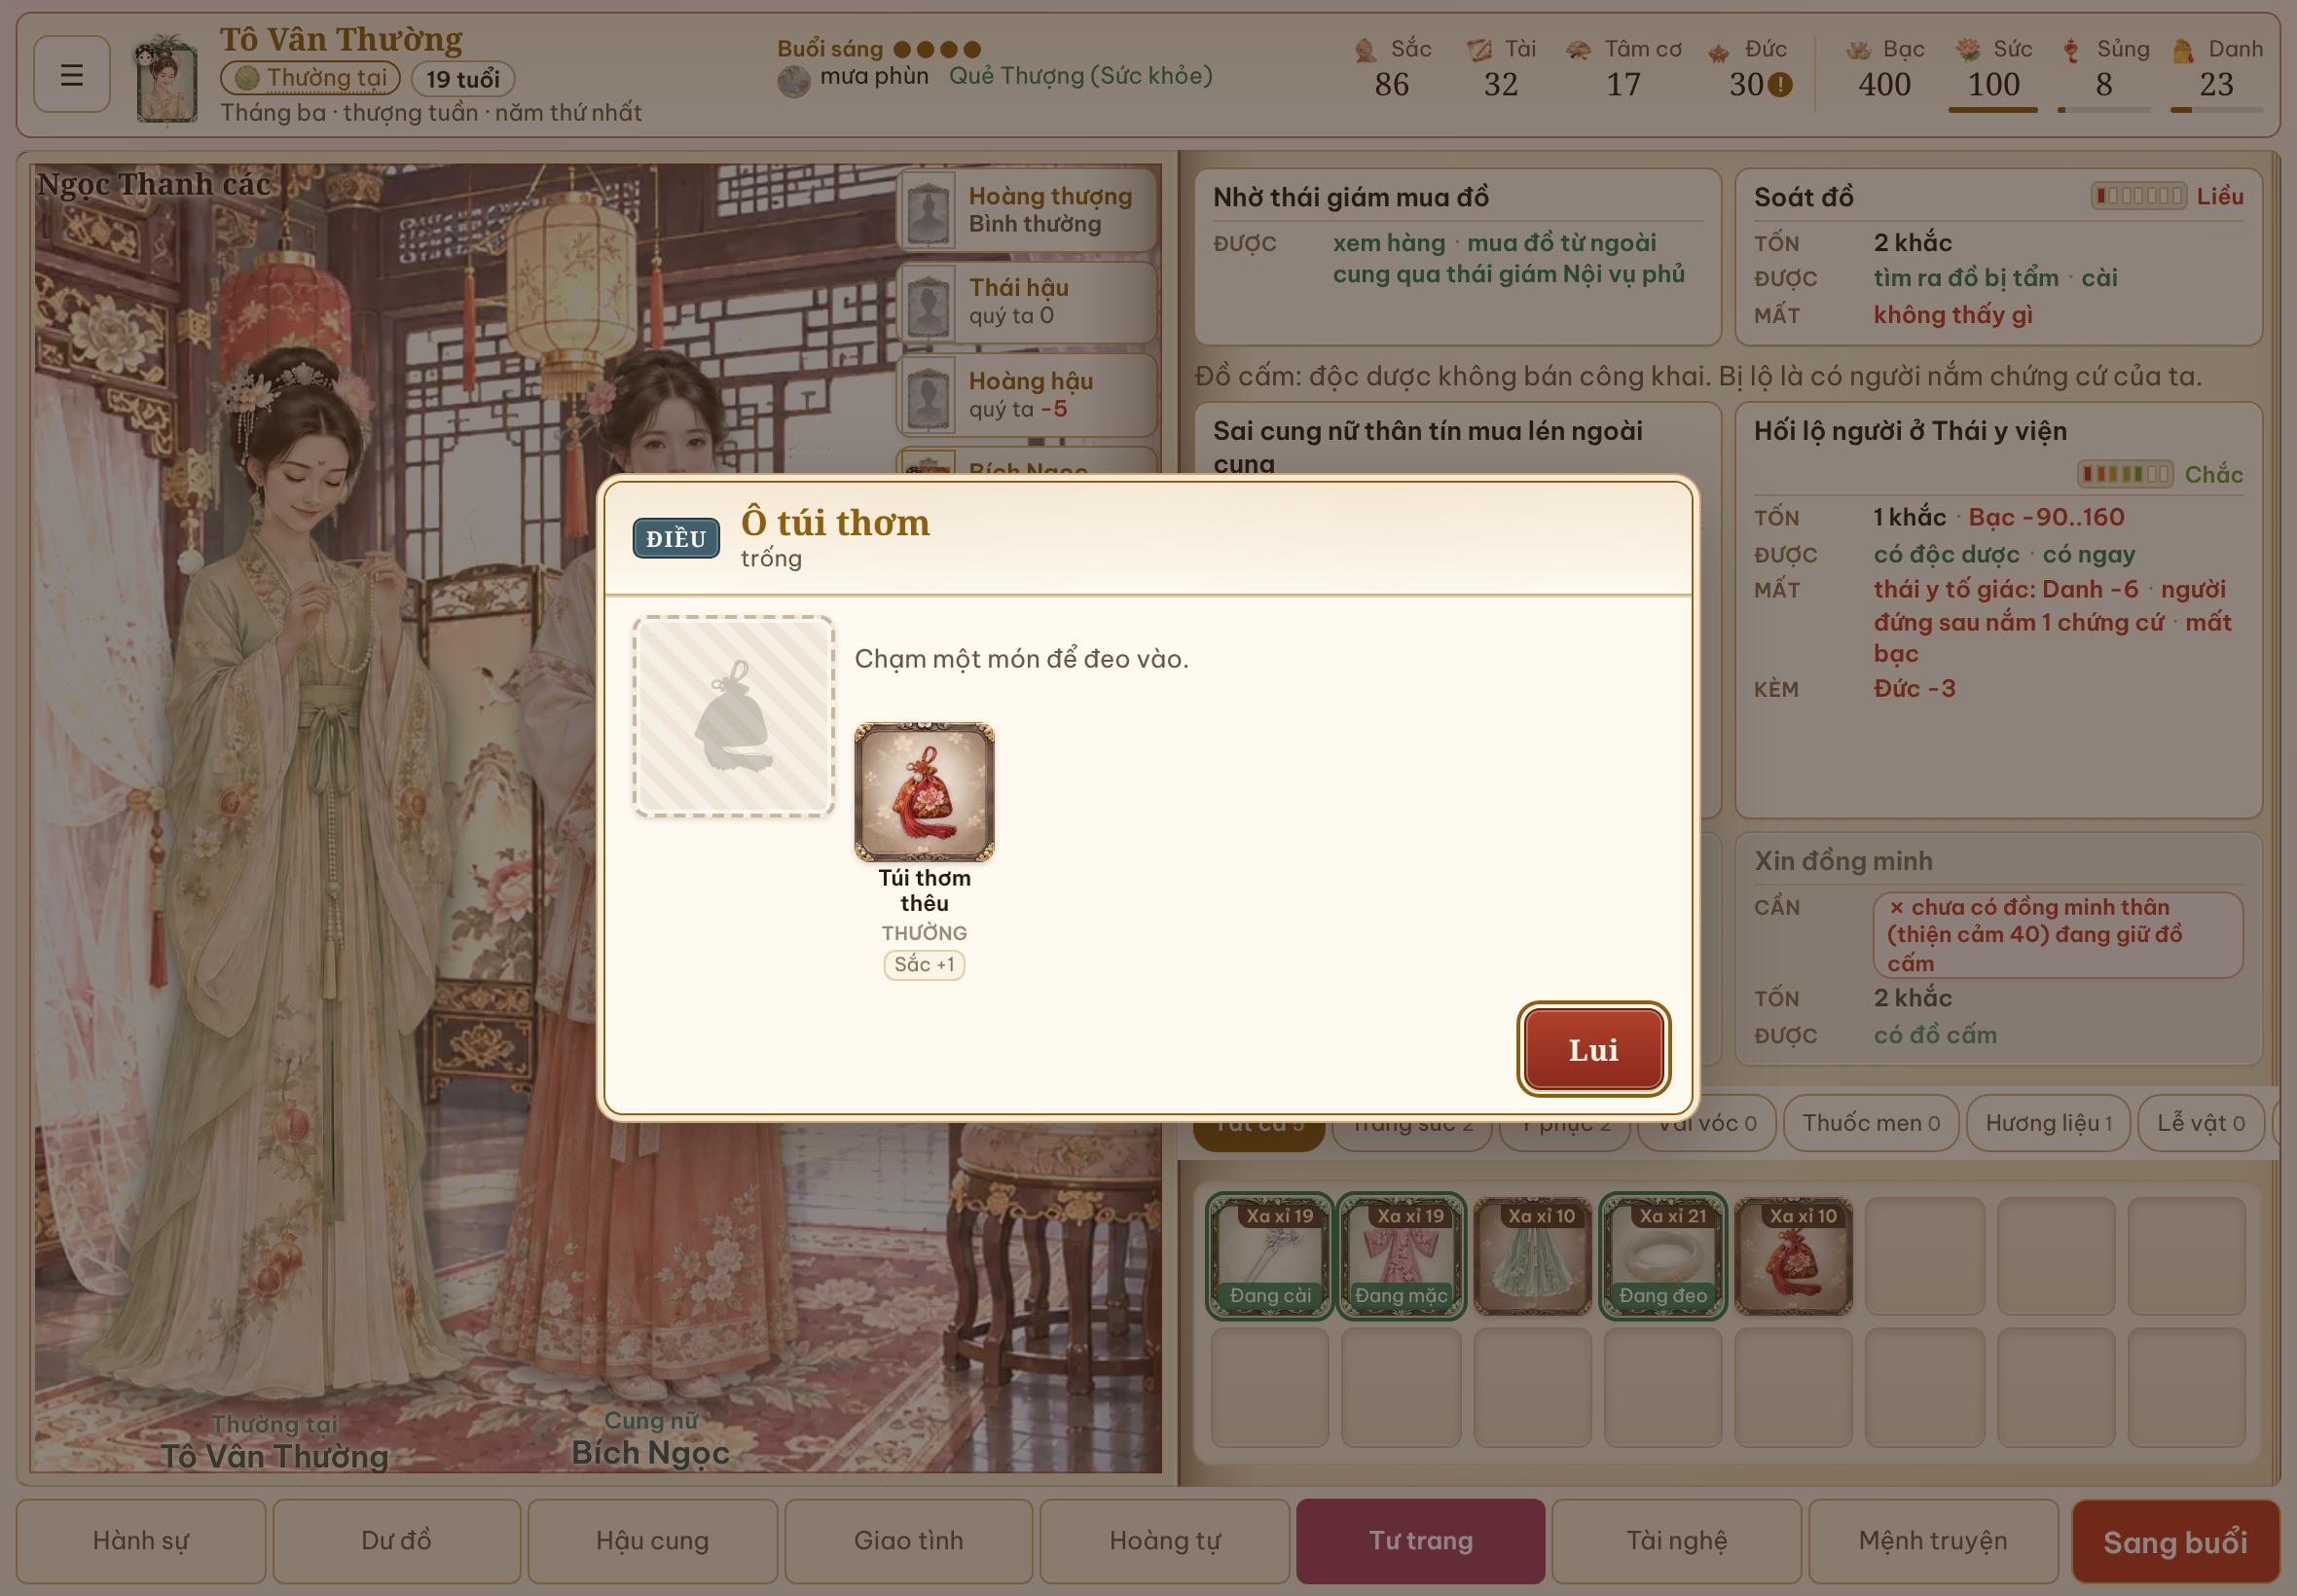 Tô Vân Thường
Thường tại
19 tuổi
Tháng ba · thượng tuần · năm thứ nhất
Buổi sáng
mưa phùn Quẻ Thượng (Sức khỏe)
Sắc
86
Tài
32
Tâm cơ
17
Đức
30
Bạc
400
Sức
100
Sủng
8
Danh
23
Ngọc Thanh các
Hoàng thượng
Bình thường
Thái hậu
quý ta 0
Hoàng hậu
quý ta -5
Bích Ngọc
Thường tại
Tô Vân Thường
Cung nữ
Bích Ngọc
Nhờ thái giám mua đồ
ĐƯỢC xem hàng · mua đồ từ ngoài
cung qua thái giám Nội vụ phủ
Soát đồ Liều
TỐN 2 khắc
ĐƯỢC tìm ra đồ bị tẩm · cài
MẤT không thấy gì
Đồ cấm: độc dược không bán công khai. Bị lộ là có người nắm chứng cứ của ta.
Sai cung nữ thân tín mua lén ngoài
cung
Hối lộ người ở Thái y viện
Chắc
TỐN 1 khắc · Bạc -90..160
ĐƯỢC có độc dược · có ngay
MẤT thái y tố giác: Danh -6 · người
đứng sau nắm 1 chứng cứ · mất
bạc
KÈM Đức -3
ĐIỀU
Ô túi thơm
trống
Chạm một món để đeo vào.
Túi thơm
thêu
THƯỜNG
Sắc +1
Lui
Xin đồng minh
CẦN × chưa có đồng minh thân
(thiện cảm 40) đang giữ đồ
cấm
TỐN 2 khắc
ĐƯỢC có đồ cấm
Tất cả 5
Trang sức 2
Y phục 2
Vải vóc 0
Thuốc men 0
Hương liệu 1
Lễ vật 0
Xa xỉ 19
Đang cài
Xa xỉ 19
Đang mặc
Xa xỉ 10
Xa xỉ 21
Đang đeo
Xa xỉ 10
Hành sự
Dư đồ
Hậu cung
Giao tình
Hoàng tự
Tư trang
Tài nghệ
Mệnh truyện
Sang buổi